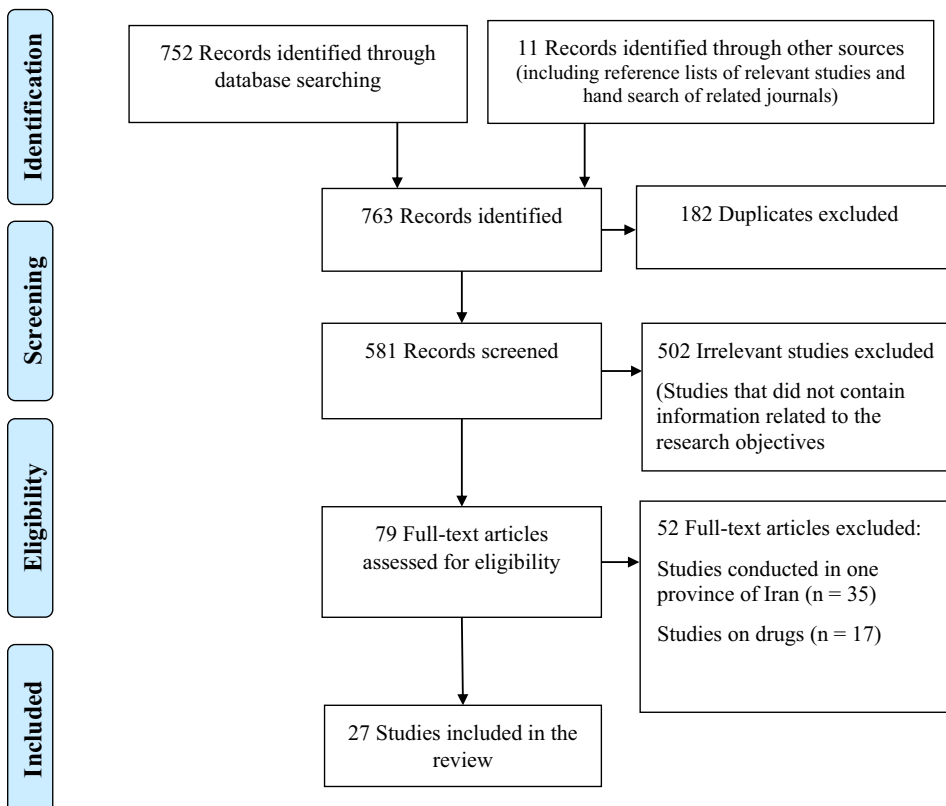 Identification
752 Records identified through
database searching
11 Records identified through other sources
(including reference lists of relevant studies and
hand search of related journals)
763 Records identified
182 Duplicates excluded
Screening
581 Records screened
502 Irrelevant studies excluded
(Studies that did not contain
information related to the
research objectives
Eligibility
79 Full-text articles
assessed for eligibility
52 Full-text articles excluded:
Studies conducted in one
province of Iran (n = 35)
Studies on drugs (n = 17)
Included
27 Studies included in the
review